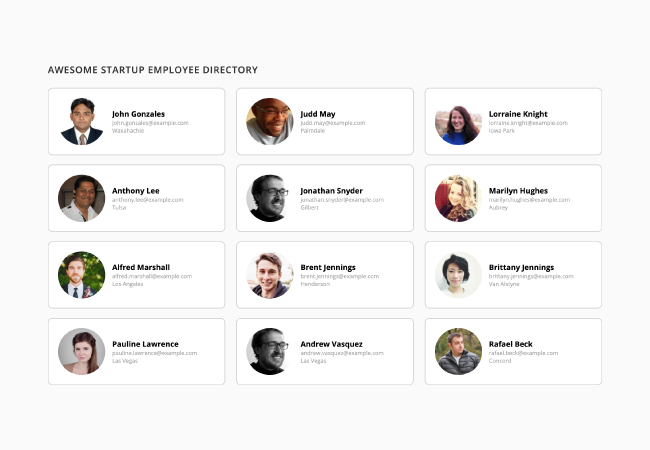 AWESOME STARTUP EMPLOYEE DIRECTORY
John Gonzales
john.gonzales@example.com
Waxahachie
Judd May
judd.may@example.com
Palmdale
Lorraine Knight
lorraine.knight@example.com
Iowa Park
Anthony Lee
anthony.lee@example.com
Tulsa
Jonathan Snyder
jonathan.snyder@example.com
Gilbert
Marilyn Hughes
marilyn.hughes@example.com
Aubrey
Alfred Marshall
alfred.marshall@example.com
Los Angeles
Brent Jennings
brent.jennings@example.com
Henderson
Brittany Jennings
brittany.jennings@example.com
Van Alstyne
Pauline Lawrence
pauline.lawrence@example.com
Las Vegas
Andrew Vasquez
andrew.vasquez@example.com
Las Vegas
Rafael Beck
rafael.beck@example.com
Concord